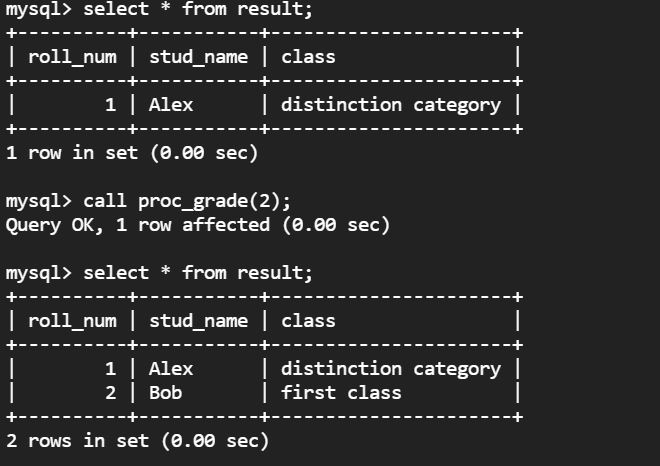 mysql> select * from result;
+----------+-----------+----------------------+
| roll_num | stud_name | class                |
+----------+-----------+----------------------+
|        1 | Alex      | distinction category |
+----------+-----------+----------------------+
1 row in set (0.00 sec)

mysql> call proc_grade(2);
Query OK, 1 row affected (0.00 sec)

mysql> select * from result;
+----------+-----------+----------------------+
| roll_num | stud_name | class                |
+----------+-----------+----------------------+
|        1 | Alex      | distinction category |
|        2 | Bob       | first class          |
+----------+-----------+----------------------+
2 rows in set (0.00 sec)